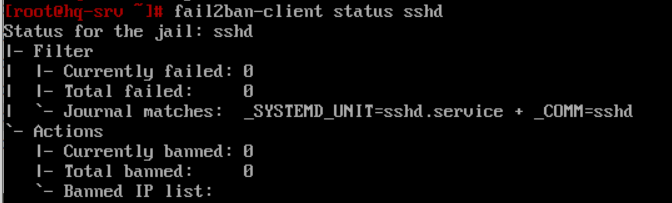 [root@hq-srv ~]# fail2ban-client status sshd
Status for the jail: sshd
|- Filter
|  |- Currently failed: 0
|  |- Total failed:     0
|  `- Journal matches:  _SYSTEMD_UNIT=sshd.service + _COMM=sshd
`- Actions
   |- Currently banned: 0
   |- Total banned:     0
   `- Banned IP list: